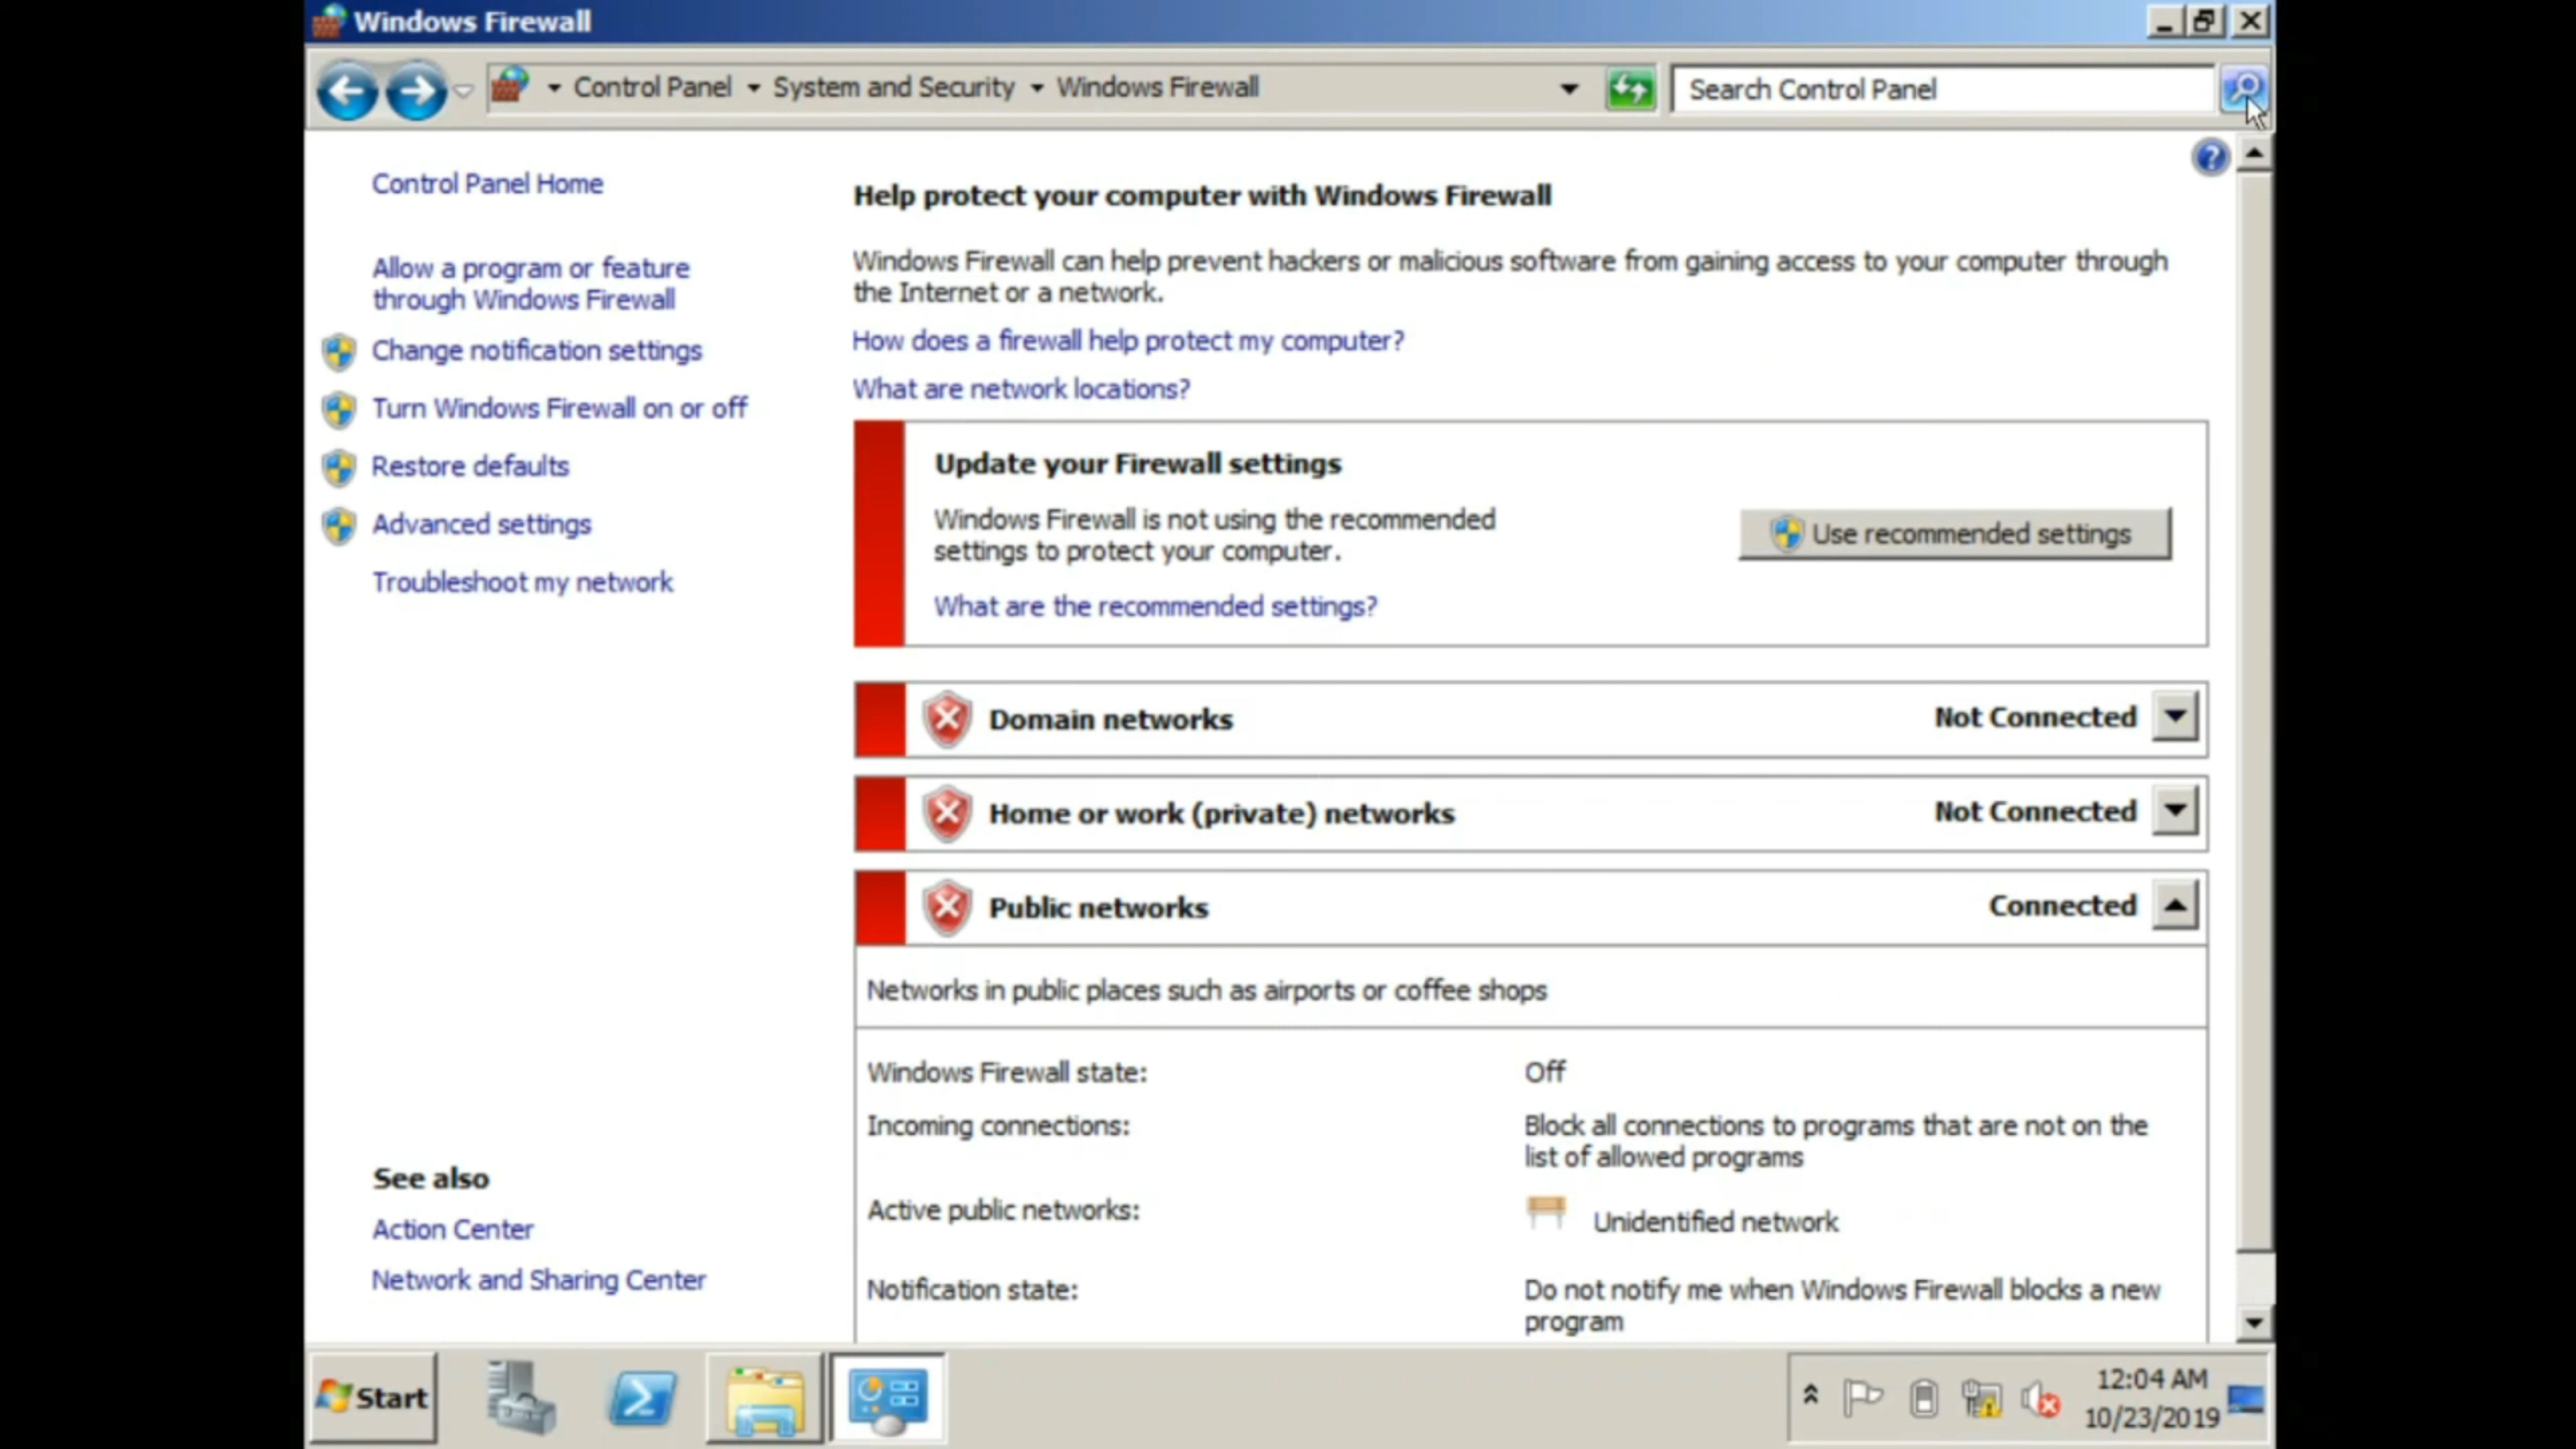 Windows Firewall
Control Panel
System and Security
Windows Firewall
Search Control Panel
Control Panel Home
Allow a program or feature
through Windows Firewall
Change notification settings
Turn Windows Firewall on or off
Restore defaults
Advanced settings
Troubleshoot my network
See also
Action Center
Network and Sharing Center
Help protect your computer with Windows Firewall
Windows Firewall can help prevent hackers or malicious software from gaining access to your computer through
the Internet or a network.
How does a firewall help protect my computer?
What are network locations?
Update your Firewall settings
Windows Firewall is not using the recommended
settings to protect your computer.
Use recommended settings
What are the recommended settings?
Domain networks
Not Connected
Home or work (private) networks
Not Connected
Public networks
Connected
Networks in public places such as airports or coffee shops
Windows Firewall state:
Off
Incoming connections:
Block all connections to programs that are not on the
list of allowed programs
Active public networks:
Unidentified network
Notification state:
Do not notify me when Windows Firewall blocks a new
program
Start
12:04 AM
10/23/2019